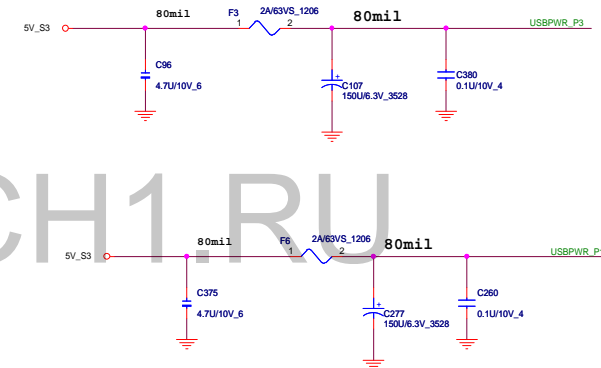 80mil F3 2A/63VS_1206 80mil
5V_S3 1 2 USBPWR_P3
C96
4.7U/10V_6
+
C107
150U/6.3V_3528
C380
0.1U/10V_4
CH1.RU
80mil F6 2A/63VS_1206 80mil
5V_S3 1 2 USBPWR_P1
C375
4.7U/10V_6
+
C277
150U/6.3V_3528
C260
0.1U/10V_4